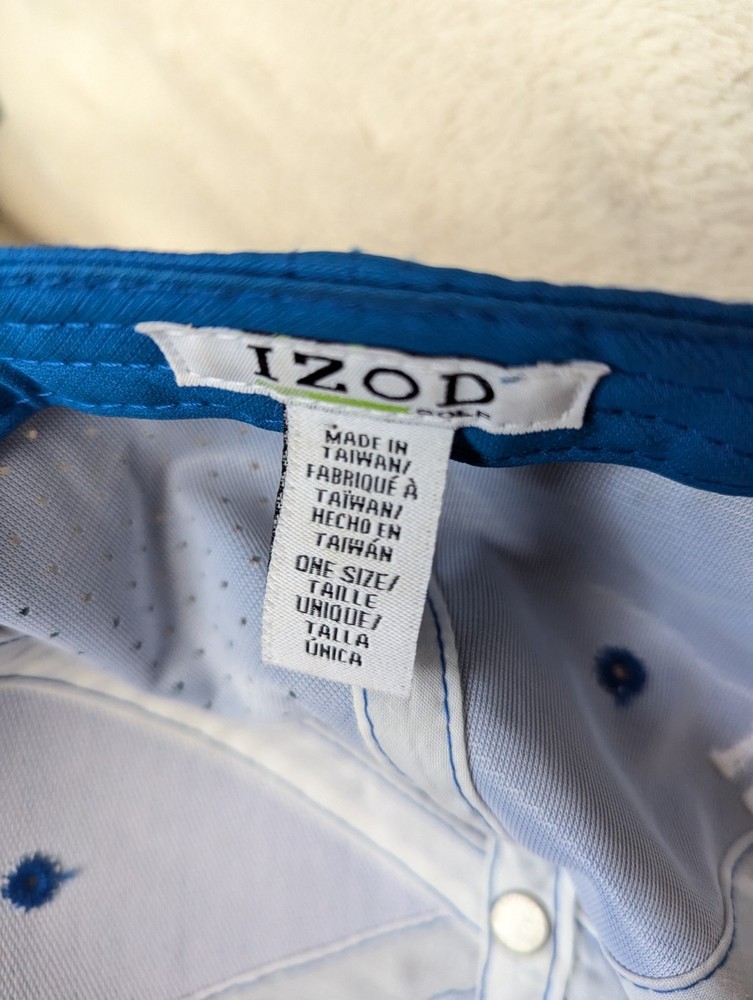 IZOD
GOLF
MADE IN
TAIWAN/
FABRIQUÉ À
TAÏWAN/
HECHO EN
TAIWÁN
ONE SIZE/
TAILLE
UNIQUE/
TALLA
ÚNICA